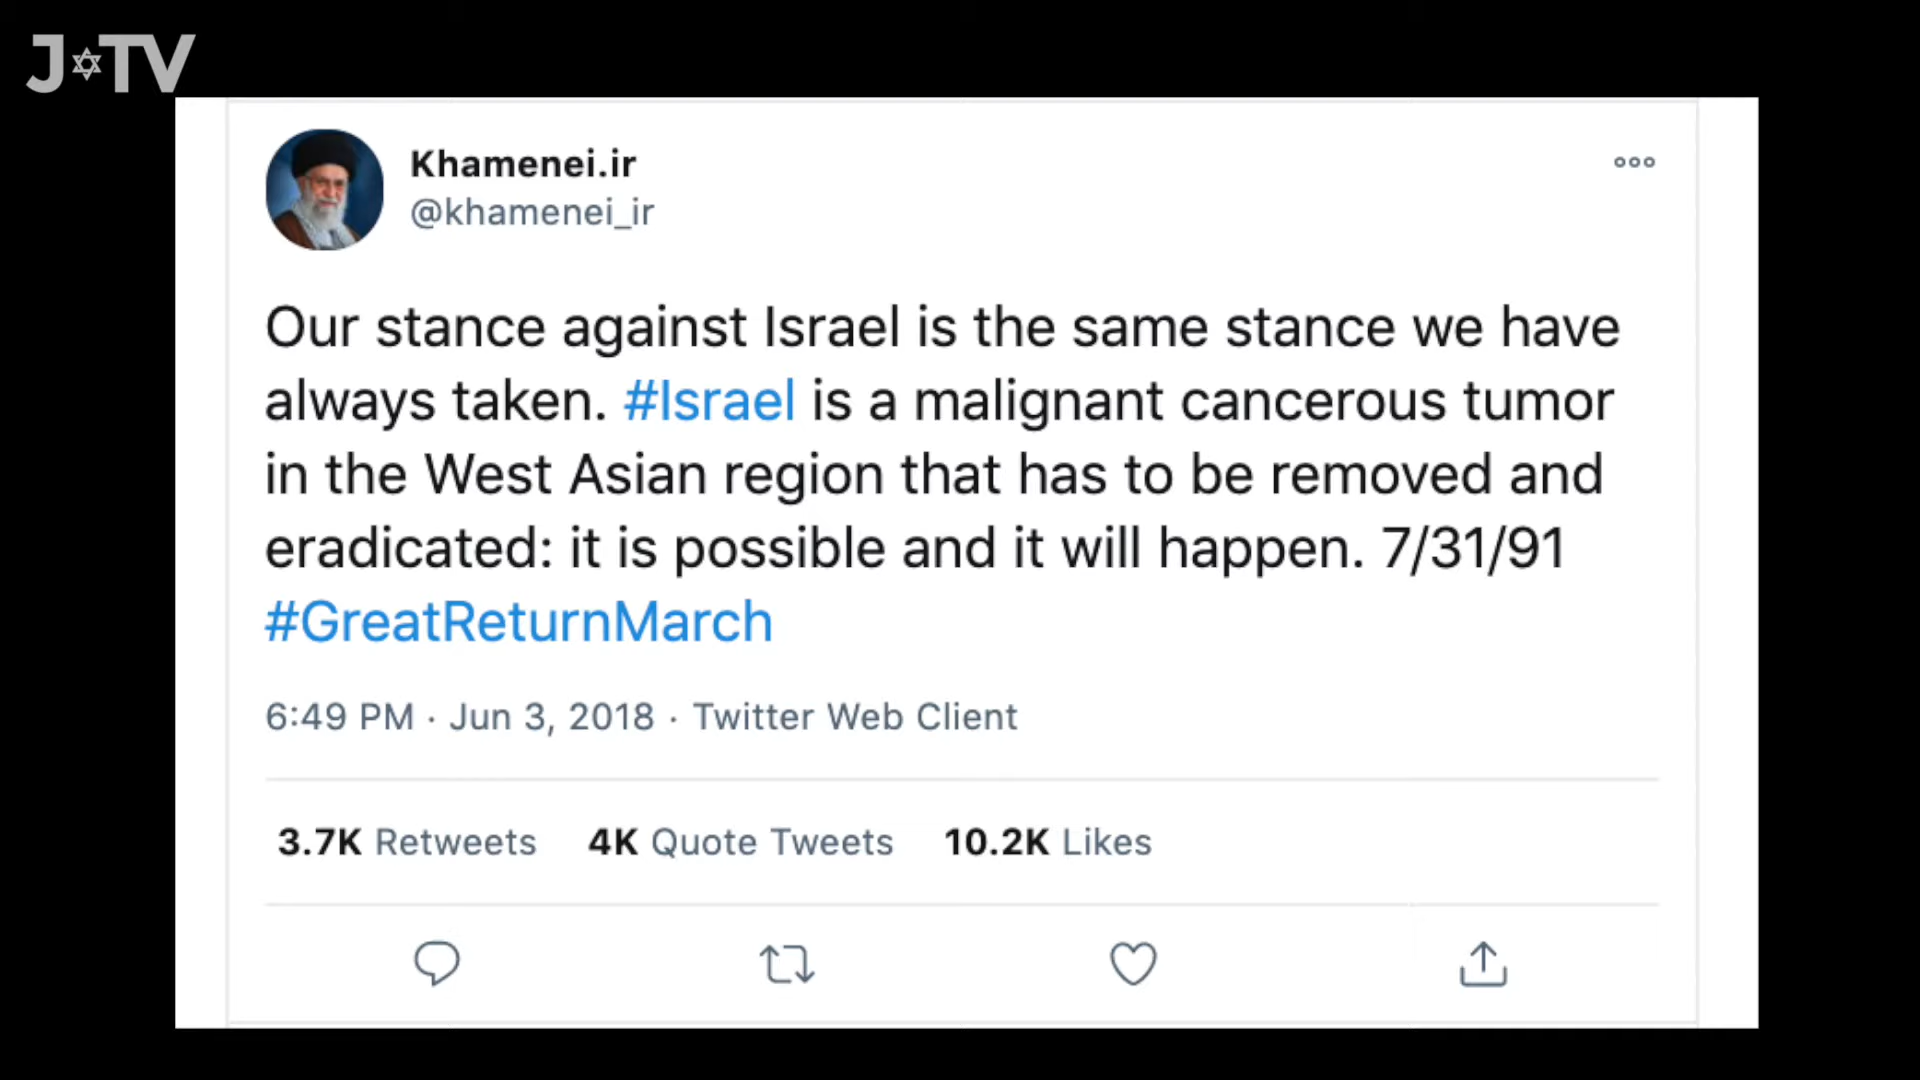 J✡TV
Khamenei.ir
@khamenei_ir
Our stance against Israel is the same stance we have
always taken. #Israel is a malignant cancerous tumor
in the West Asian region that has to be removed and
eradicated: it is possible and it will happen. 7/31/91
#GreatReturnMarch
6:49 PM · Jun 3, 2018 · Twitter Web Client
3.7K Retweets 4K Quote Tweets 10.2K Likes